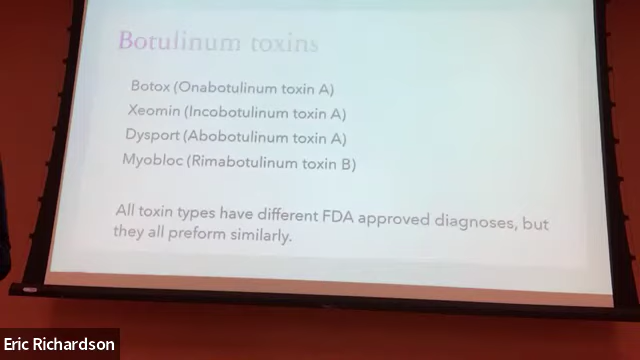 Botulinum toxins
Botox (Onabotulinum toxin A)
Xeomin (Incobotulinum toxin A)
Dysport (Abobotulinum toxin A)
Myobloc (Rimabotulinum toxin B)
All toxin types have different FDA approved diagnoses, but
they all preform similarly.
Eric Richardson